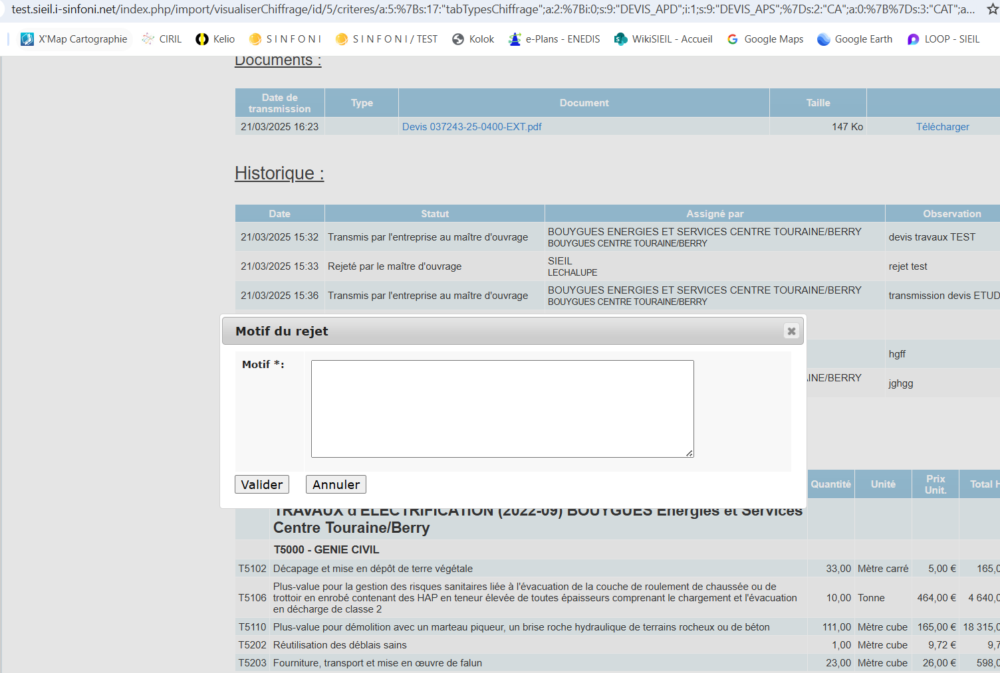 test.sieil.i-sinfoni.net/index.php/import/visualiserChiffrage/id/5/criteres/a:5:%7Bs:17:"tabTypesChiffrage";a:2:%7Bi:0;s:9:"DEVIS_APD";i:1;s:9:"DEVIS_APS";%7Ds:2:"CA";a:0:%7B%7Ds:3:"CAT";a...
X'Map Cartographie CIRIL Kelio S I N F O N I S I N F O N I / TEST Kolok e-Plans - ENEDIS WikiSIEIL - Accueil Google Maps Google Earth LOOP - SIEIL
Documents :
Date de transmission Type Document Taille
21/03/2025 16:23 Devis 037243-25-0400-EXT.pdf 147 Ko Télécharger
Historique :
Date Statut Assigné par Observation
21/03/2025 15:32 Transmis par l'entreprise au maître d'ouvrage BOUYGUES ENERGIES ET SERVICES CENTRE TOURAINE/BERRY devis travaux TEST
BOUYGUES CENTRE TOURAINE/BERRY
21/03/2025 15:33 Rejeté par le maître d'ouvrage SIEIL rejet test
LECHALUPE
21/03/2025 15:36 Transmis par l'entreprise au maître d'ouvrage BOUYGUES ENERGIES ET SERVICES CENTRE TOURAINE/BERRY transmission devis ETUD
BOUYGUES CENTRE TOURAINE/BERRY
Motif du rejet
hgff
Motif *:
INE/BERRY
jghgg
Valider Annuler
Quantité Unité Prix Unit. Total H
TRAVAUX d'ELECTRIFICATION (2022-09) BOUYGUES Energies et Services
Centre Touraine/Berry
T5000 - GENIE CIVIL
T5102 Décapage et mise en dépôt de terre végétale 33,00 Mètre carré 5,00 € 165,0
Plus-value pour la gestion des risques sanitaires liée à l'évacuation de la couche de roulement de chaussée ou de
T5106 trottoir en enrobé contenant des HAP en teneur élevée de toutes épaisseurs comprenant le chargement et l'évacuation 10,00 Tonne 464,00 € 4 640,0
en décharge de classe 2
T5110 Plus-value pour démolition avec un marteau piqueur, un brise roche hydraulique de terrains rocheux ou de béton 111,00 Mètre cube 165,00 € 18 315,0
T5202 Réutilisation des déblais sains 1,00 Mètre cube 9,72 € 9,7
T5203 Fourniture, transport et mise en œuvre de falun 23,00 Mètre cube 26,00 € 598,0